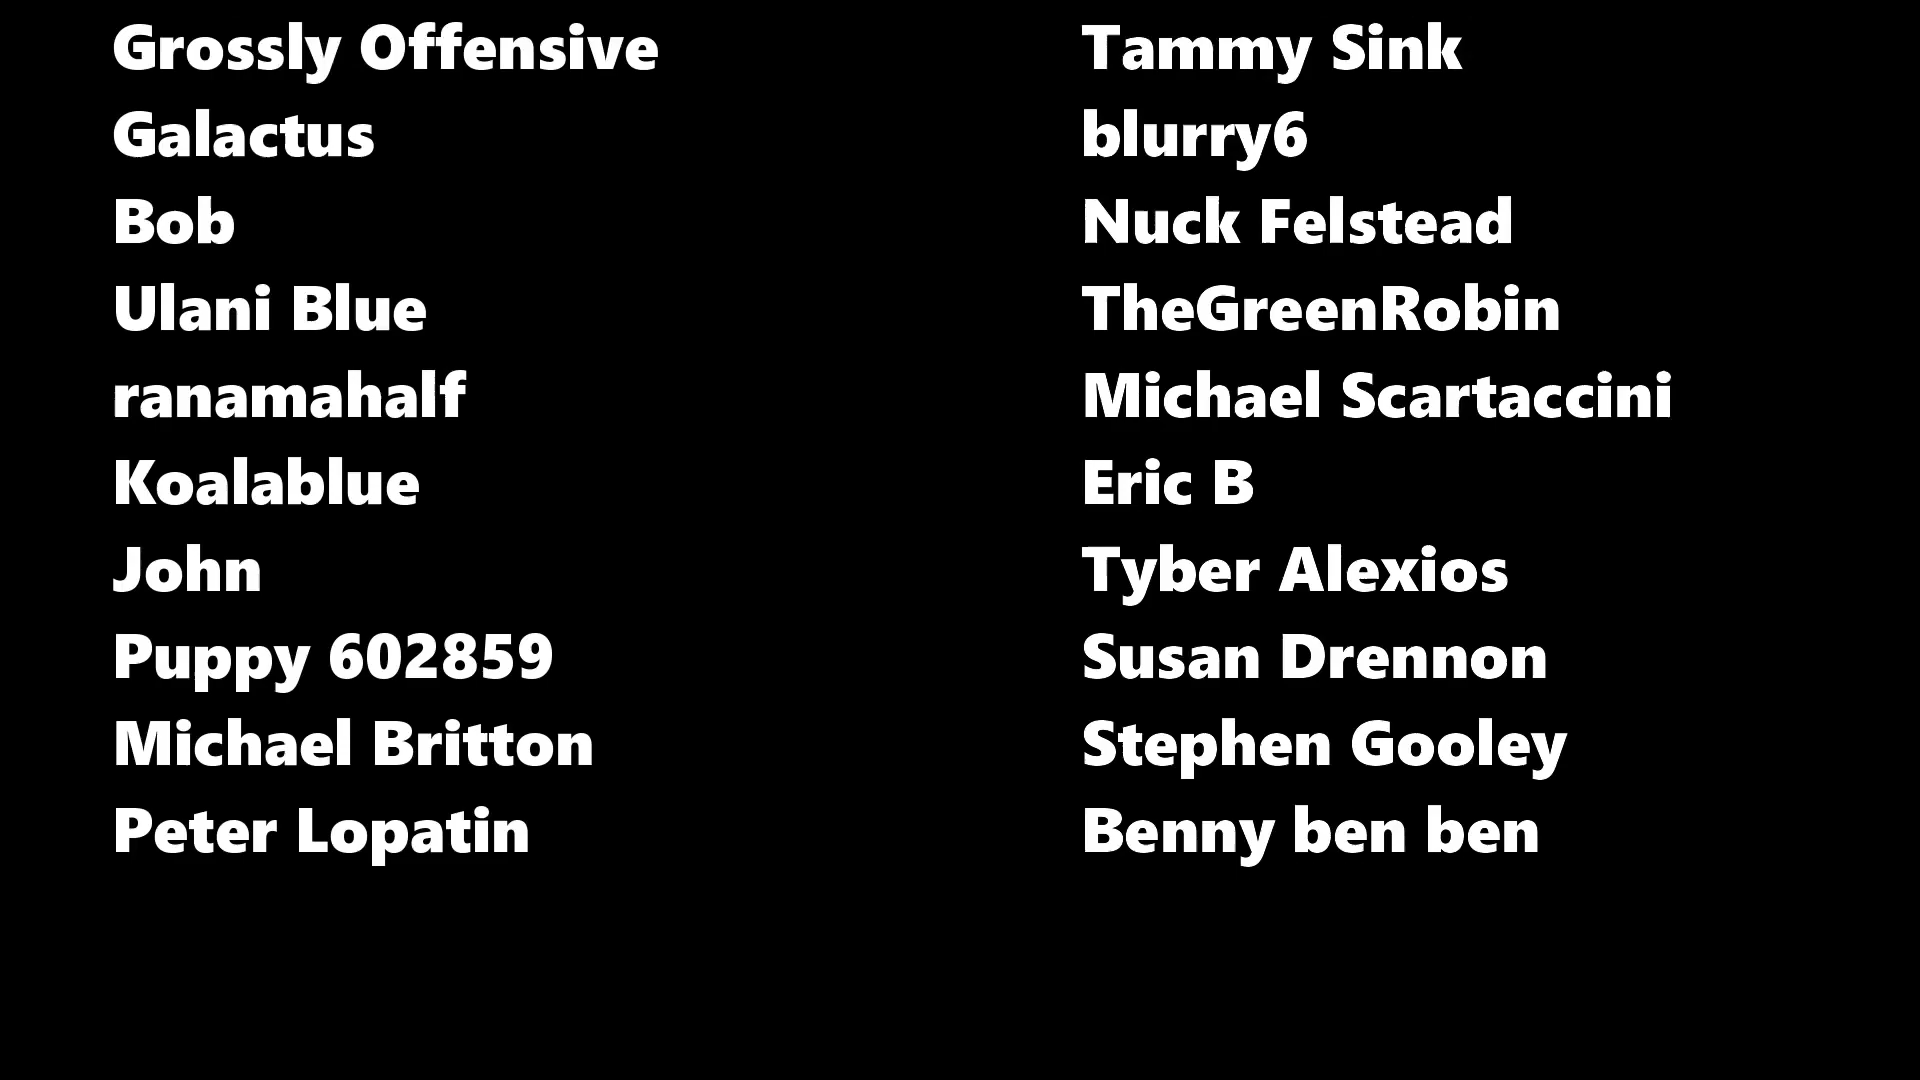 Grossly Offensive
Galactus
Bob
Ulani Blue
ranamahalf
Koalablue
John
Puppy 602859
Michael Britton
Peter Lopatin
Tammy Sink
blurry6
Nuck Felstead
TheGreenRobin
Michael Scartaccini
Eric B
Tyber Alexios
Susan Drennon
Stephen Gooley
Benny ben ben